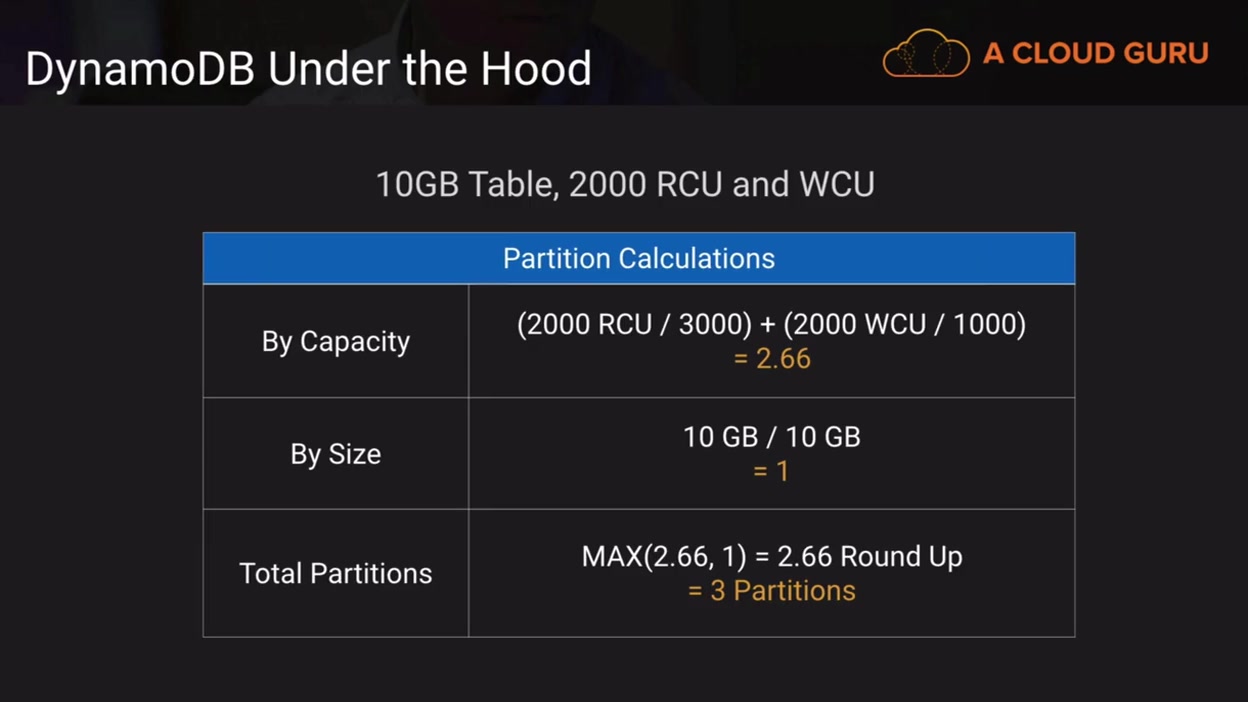 DynamoDB Under the Hood
A CLOUD GURU
10GB Table, 2000 RCU and WCU
Partition Calculations
By Capacity
(2000 RCU / 3000) + (2000 WCU / 1000)
= 2.66
By Size
10 GB / 10 GB
= 1
Total Partitions
MAX(2.66, 1) = 2.66 Round Up
= 3 Partitions